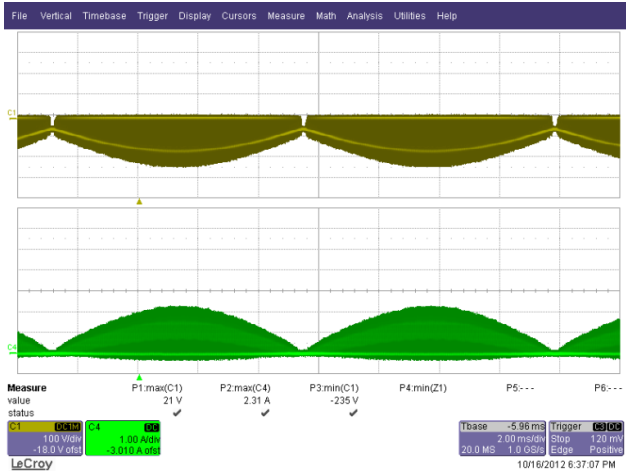 File Vertical Timebase Trigger Display Cursors Measure Math Analysis Utilities Help
C1
C4
Measure P1:max(C1) P2:max(C4) P3:min(C1) P4:min(Z1) P5:- - - P6:- -
value 21 V 2.31 A -235 V
status
C1 DC1M C4 DC Tbase -5.96 ms Trigger C3 DC
100 V/div 1.00 A/div 2.00 ms/div Stop 120 mV
-18.0 V ofst -3.010 A ofst 20.0 MS 1.0 GS/s Edge Positive
LeCroy 10/16/2012 6:37:07 PM